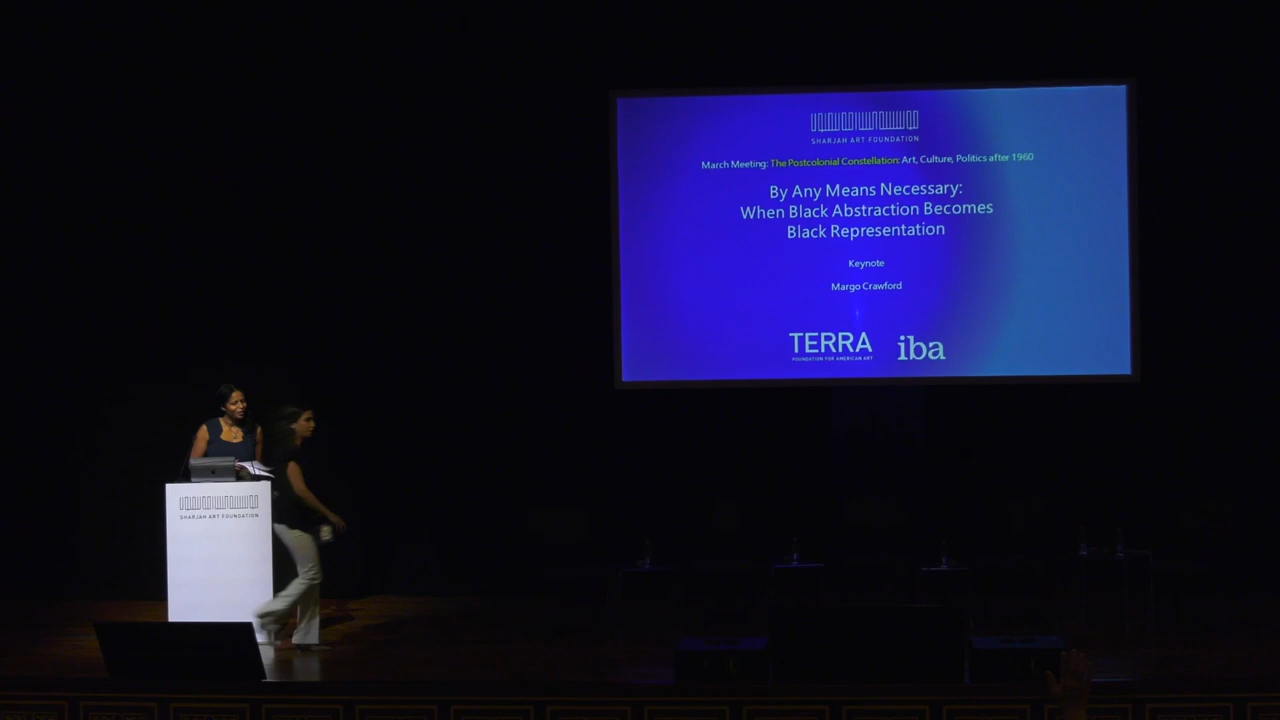 SHARJAH ART FOUNDATION
March Meeting: The Postcolonial Constellation: Art, Culture, Politics after 1960
By Any Means Necessary:
When Black Abstraction Becomes
Black Representation
Keynote
Margo Crawford
TERRA
FOUNDATION FOR AMERICAN ART
iba
SHARJAH ART FOUNDATION